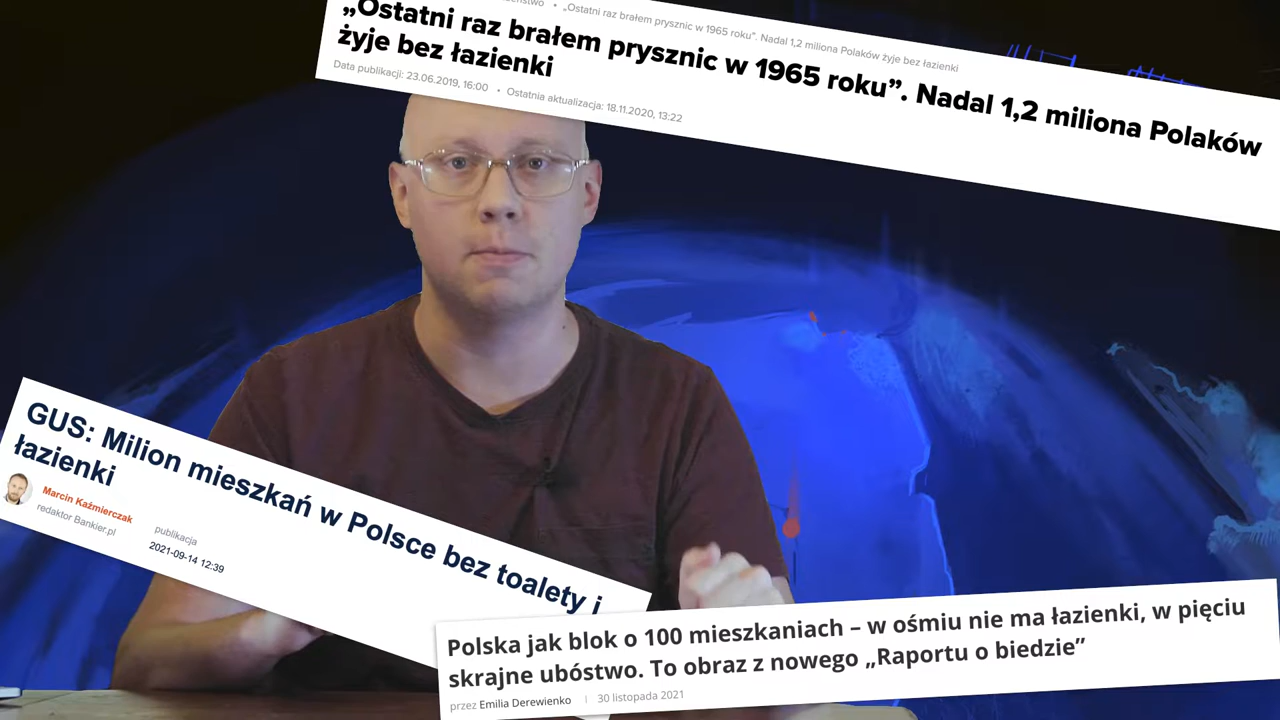 „Ostatni raz brałem prysznic w 1965 roku”. Nadal 1,2 miliona Polaków żyje bez łazienki
„Ostatni raz brałem prysznic w 1965 roku”. Nadal 1,2 miliona Polaków
żyje bez łazienki
Data publikacji: 23.06.2019, 16:00 • Ostatnia aktualizacja: 18.11.2020, 13:22
GUS: Milion mieszkań w Polsce bez toalety i
łazienki
Marcin Kaźmierczak
redaktor Bankier.pl
publikacja
2021-09-14 12:39
Polska jak blok o 100 mieszkaniach – w ośmiu nie ma łazienki, w pięciu
skrajne ubóstwo. To obraz z nowego „Raportu o biedzie”
przez Emilia Derewienko | 30 listopada 2021